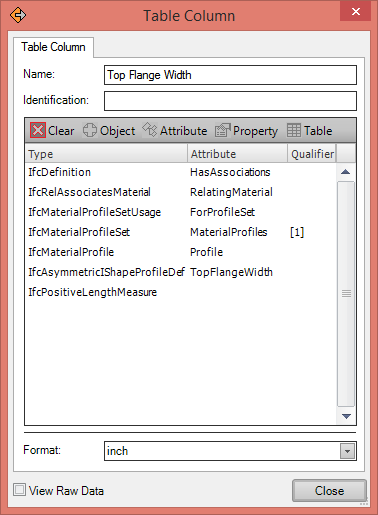 Table Column
Table Column
Name: Top Flange Width
Identification:
Clear Object Attribute Property Table
Type Attribute Qualifier
IfcDefinition HasAssociations
IfcRelAssociatesMaterial RelatingMaterial
IfcMaterialProfileSetUsage ForProfileSet
IfcMaterialProfileSet MaterialProfiles [1]
IfcMaterialProfile Profile
IfcAsymmetricIShapeProfileDef TopFlangeWidth
IfcPositiveLengthMeasure
Format: inch
View Raw Data Close